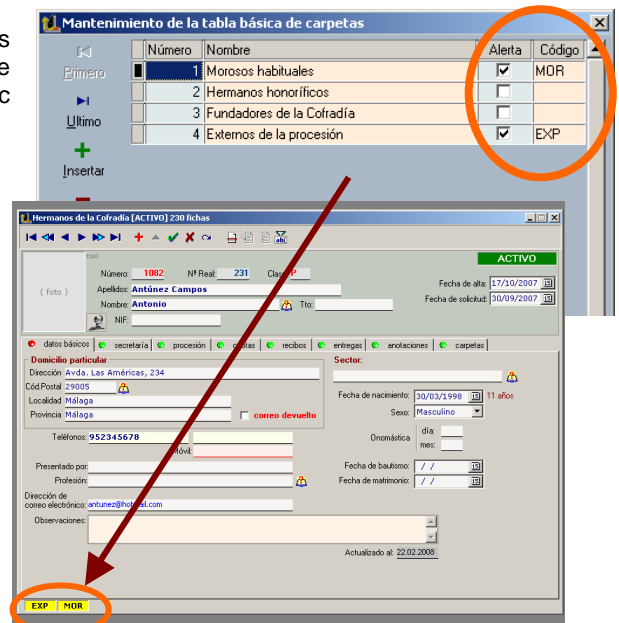 Mantenimiento de la tabla básica de carpetas
s
e
c
Número Nombre Alerta Código
Primero
1 Morosos habituales MOR
2 Hermanos honoríficos
3 Fundadores de la Cofradía
4 Externos de la procesión EXP
Ultimo
Insertar
Hermanos de la Cofradía [ACTIVO] 230 fichas
ACTIVO
Número: 1082 Nº Real: 231 Clase P
( foto )
Apellidos: Antúnez Campos
Nombre: Antonio Tto:
NIF:
Fecha de alta: 17/10/2007
Fecha de solicitud: 30/09/2007
datos básicos secretaría procesión cuotas recibos entregas anotaciones carpetas
Domicilio particular
Dirección Avda. Las Américas, 234
Cód.Postal 29005
Localidad Málaga
Provincia Málaga
correo devuelto
Teléfonos: 952345678
Móvil:
Presentado por:
Profesión:
Dirección de
correo electrónico: antunez@hotmail.com
Observaciones:
Sector:
Fecha de nacimiento: 30/03/1998 11 años
Sexo: Masculino
Onomástica día:
mes:
Fecha de bautismo: / /
Fecha de matrimonio: / /
Actualizado al: 22.02.2008
EXP MOR